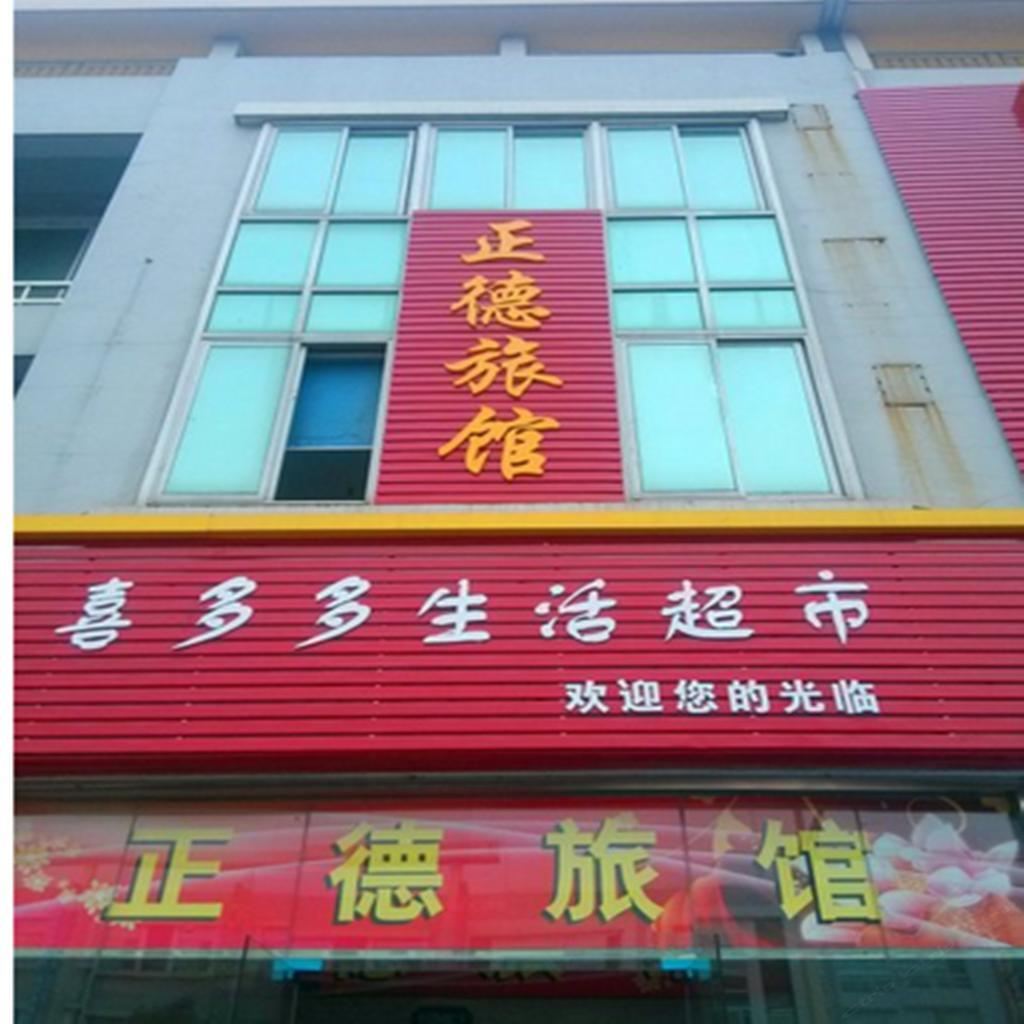 正德旅馆
喜多多生活超市
欢迎您的光临
正德旅馆